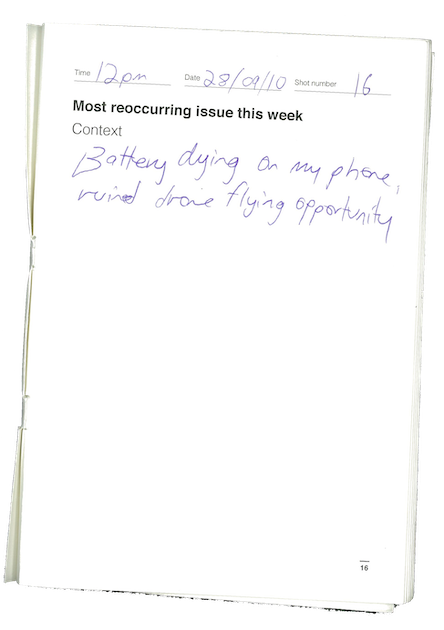 Time 12pm Date 28/09/10 Shot number 16
Most reoccurring issue this week
Context
Battery dying on my phone,
ruined drone flying opportunity
16